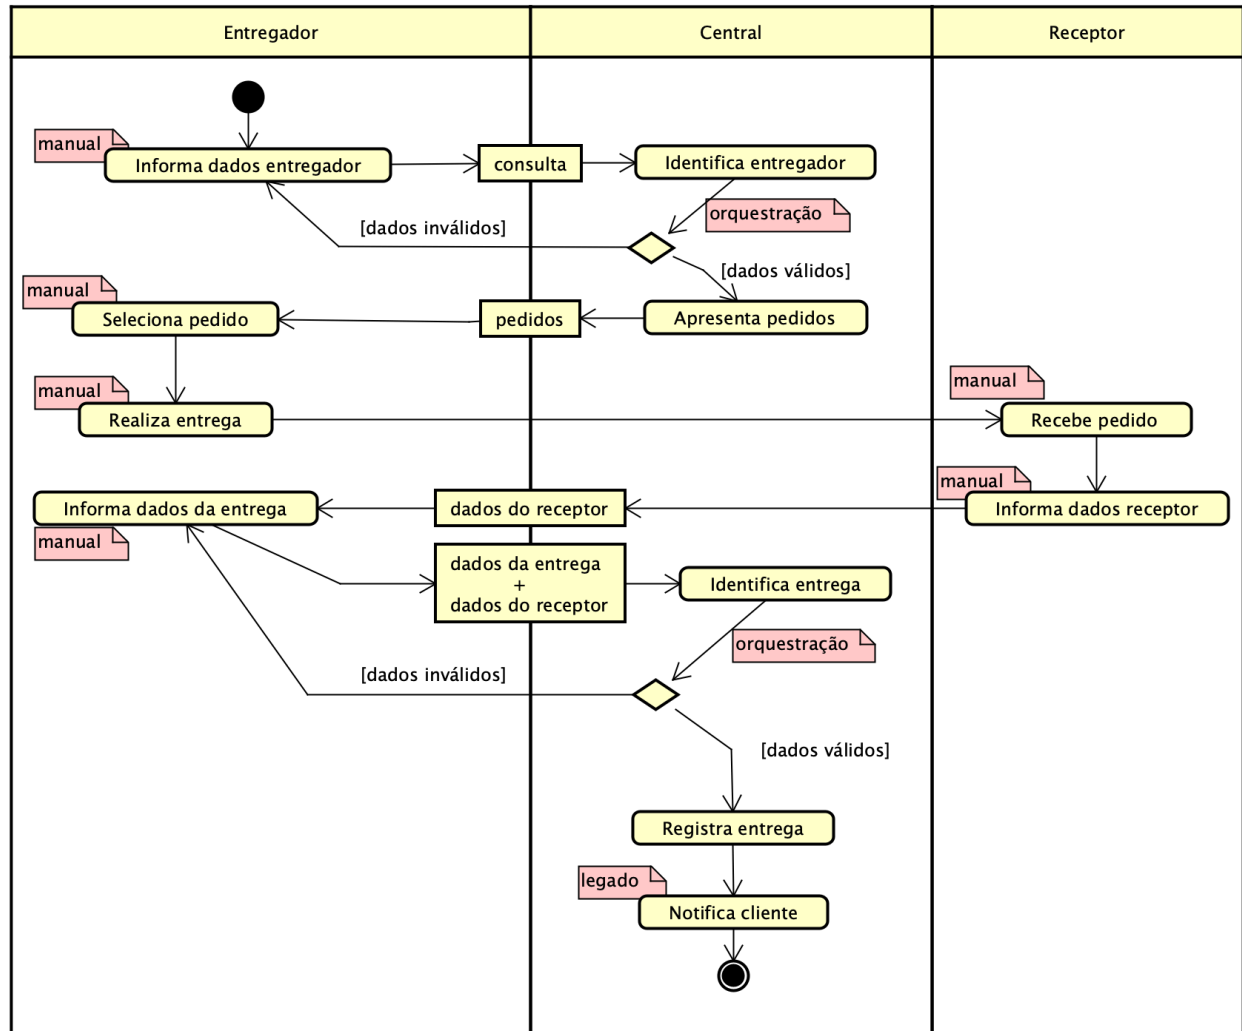 Entregador
Central
Receptor
manual
Informa dados entregador
consulta
Identifica entregador
orquestração
[dados inválidos]
[dados válidos]
manual
Seleciona pedido
pedidos
Apresenta pedidos
manual
Realiza entrega
manual
Recebe pedido
manual
Informa dados receptor
dados do receptor
Informa dados da entrega
manual
dados da entrega
+
dados do receptor
Identifica entrega
orquestração
[dados inválidos]
[dados válidos]
Registra entrega
legado
Notifica cliente